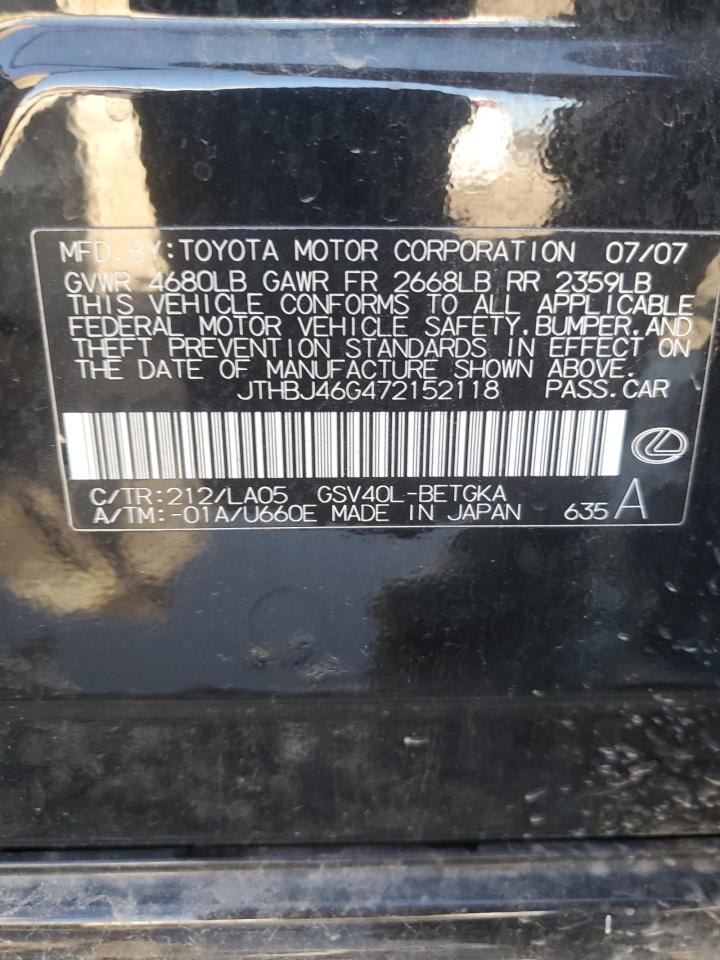 MFD.BY:TOYOTA MOTOR CORPORATION 07/07
GVWR 4680LB GAWR FR 2668LB RR 2359LB
THIS VEHICLE CONFORMS TO ALL APPLICABLE
FEDERAL MOTOR VEHICLE SAFETY,BUMPER,AND
THEFT PREVENTION STANDARDS IN EFFECT ON
THE DATE OF MANUFACTURE SHOWN ABOVE.
JTHBJ46G472152118 PASS.CAR
C/TR:212/LA05 GSV40L-BETGKA
A/TM:-01A/U660E MADE IN JAPAN 635 A